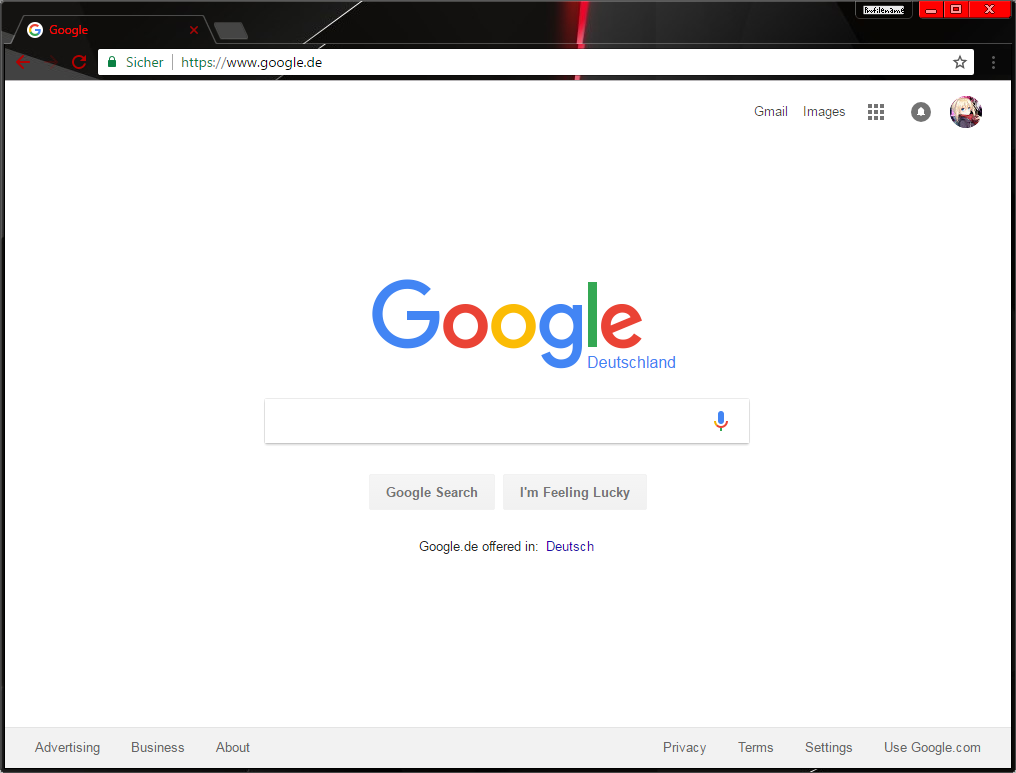 Profilename
Google
Sicher https://www.google.de
Gmail Images
Google
Deutschland
Google Search I'm Feeling Lucky
Google.de offered in: Deutsch
Advertising Business About Privacy Terms Settings Use Google.com